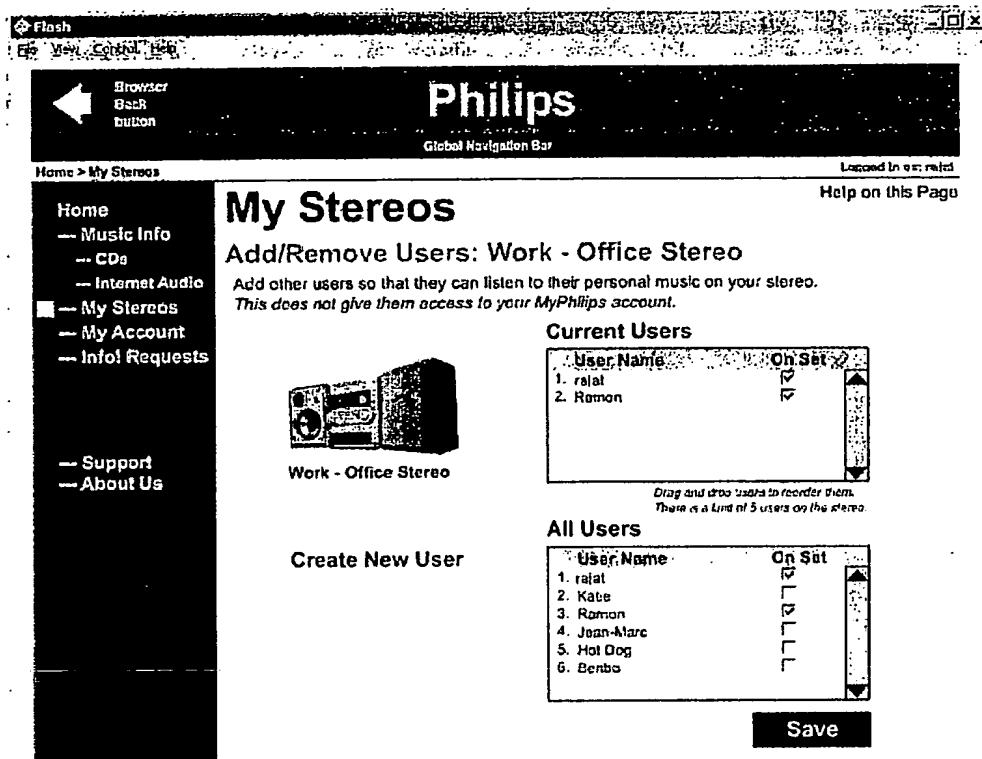 Flash
File View Control Help
Browser
Back
button
Philips
Global Navigation Bar
Home > My Stereos
Logged in as: rajat
Help on this Page
Home
— Music Info
— CDs
— Internet Audio
— My Stereos
— My Account
— Info! Requests
— Support
— About Us
My Stereos
Add/Remove Users: Work - Office Stereo
Add other users so that they can listen to their personal music on your stereo.
This does not give them access to your MyPhilips account.
Work - Office Stereo
Create New User
Current Users
User Name On Set
1. rajat
2. Ramon
Drag and drop users to reorder them.
There is a limit of 5 users on the stereo.
All Users
User Name On Set
1. rajat
2. Katie
3. Ramon
4. Jean-Marc
5. Hot Dog
6. Benbo
Save